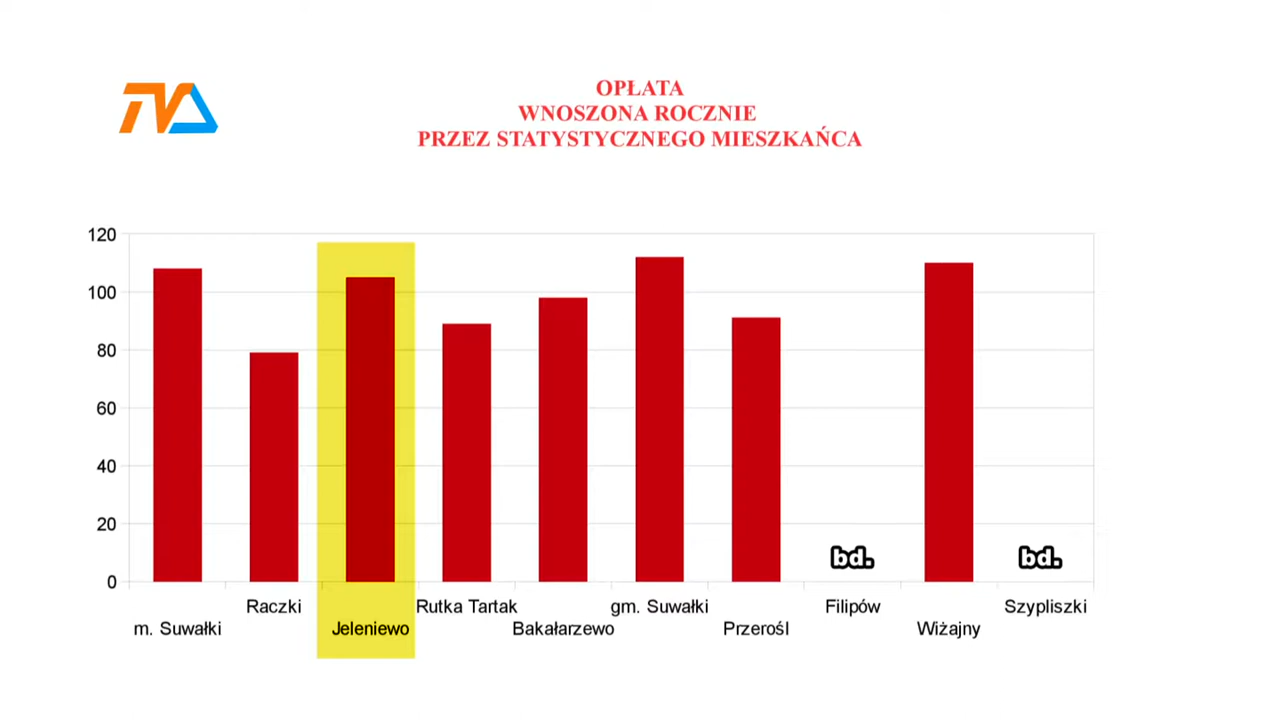 TVA
OPŁATA
WNOSZONA ROCZNIE
PRZEZ STATYSTYCZNEGO MIESZKAŃCA
120
100
80
60
40
20
0
bd.
bd.
m. Suwałki
Raczki
Jeleniewo
Rutka Tartak
Bakałarzewo
gm. Suwałki
Przerośl
Filipów
Wiżajny
Szypliszki